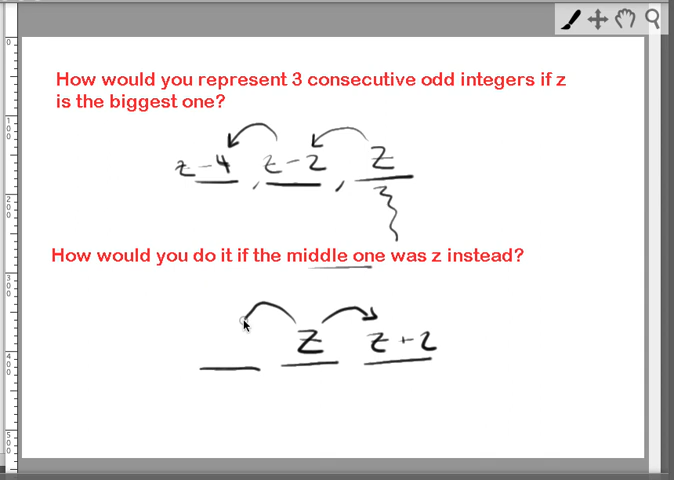 How would you represent 3 consecutive odd integers if z
is the biggest one?
z-4, z-2, z
How would you do it if the middle one was z instead?
z z+2